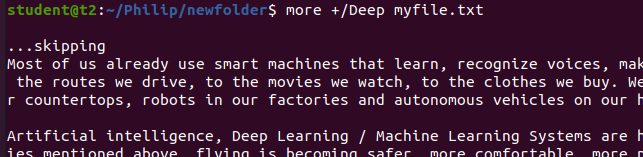 student@t2:~/Philip/newfolder$ more +/Deep myfile.txt
...skipping
Most of us already use smart machines that learn, recognize voices, mak
the routes we drive, to the movies we watch, to the clothes we buy. We
r countertops, robots in our factories and autonomous vehicles on our h
Artificial intelligence, Deep Learning / Machine Learning Systems are h
ies mentioned above, flying is becoming safer, more comfortable, more